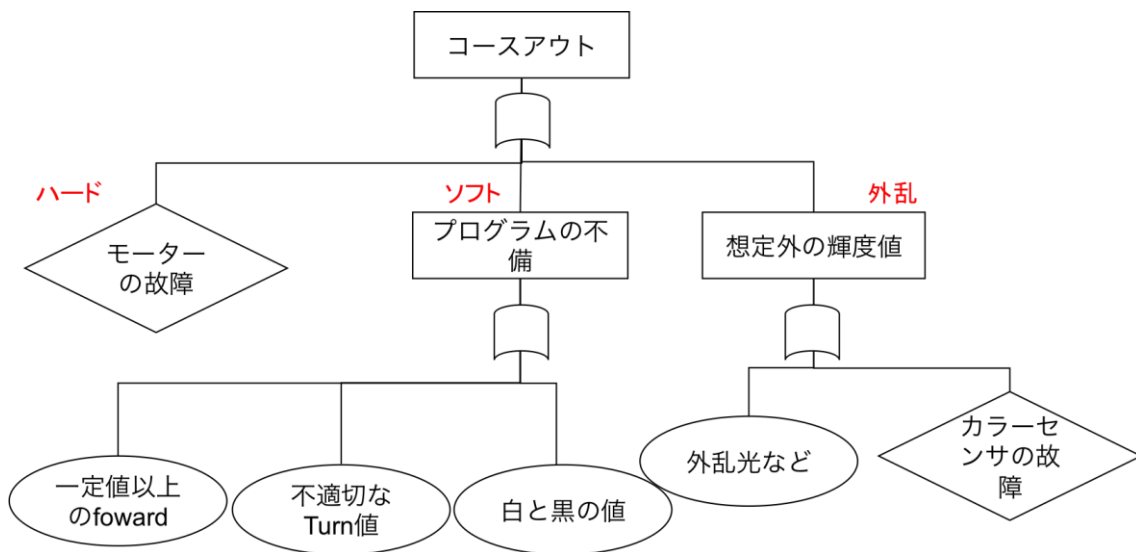 コースアウト
ハード
ソフト
外乱
モーター
の故障
プログラムの不
備
想定外の輝度値
一定値以上
のfoward
不適切な
Turn値
白と黒の値
外乱光など
カラーセ
ンサの故
障